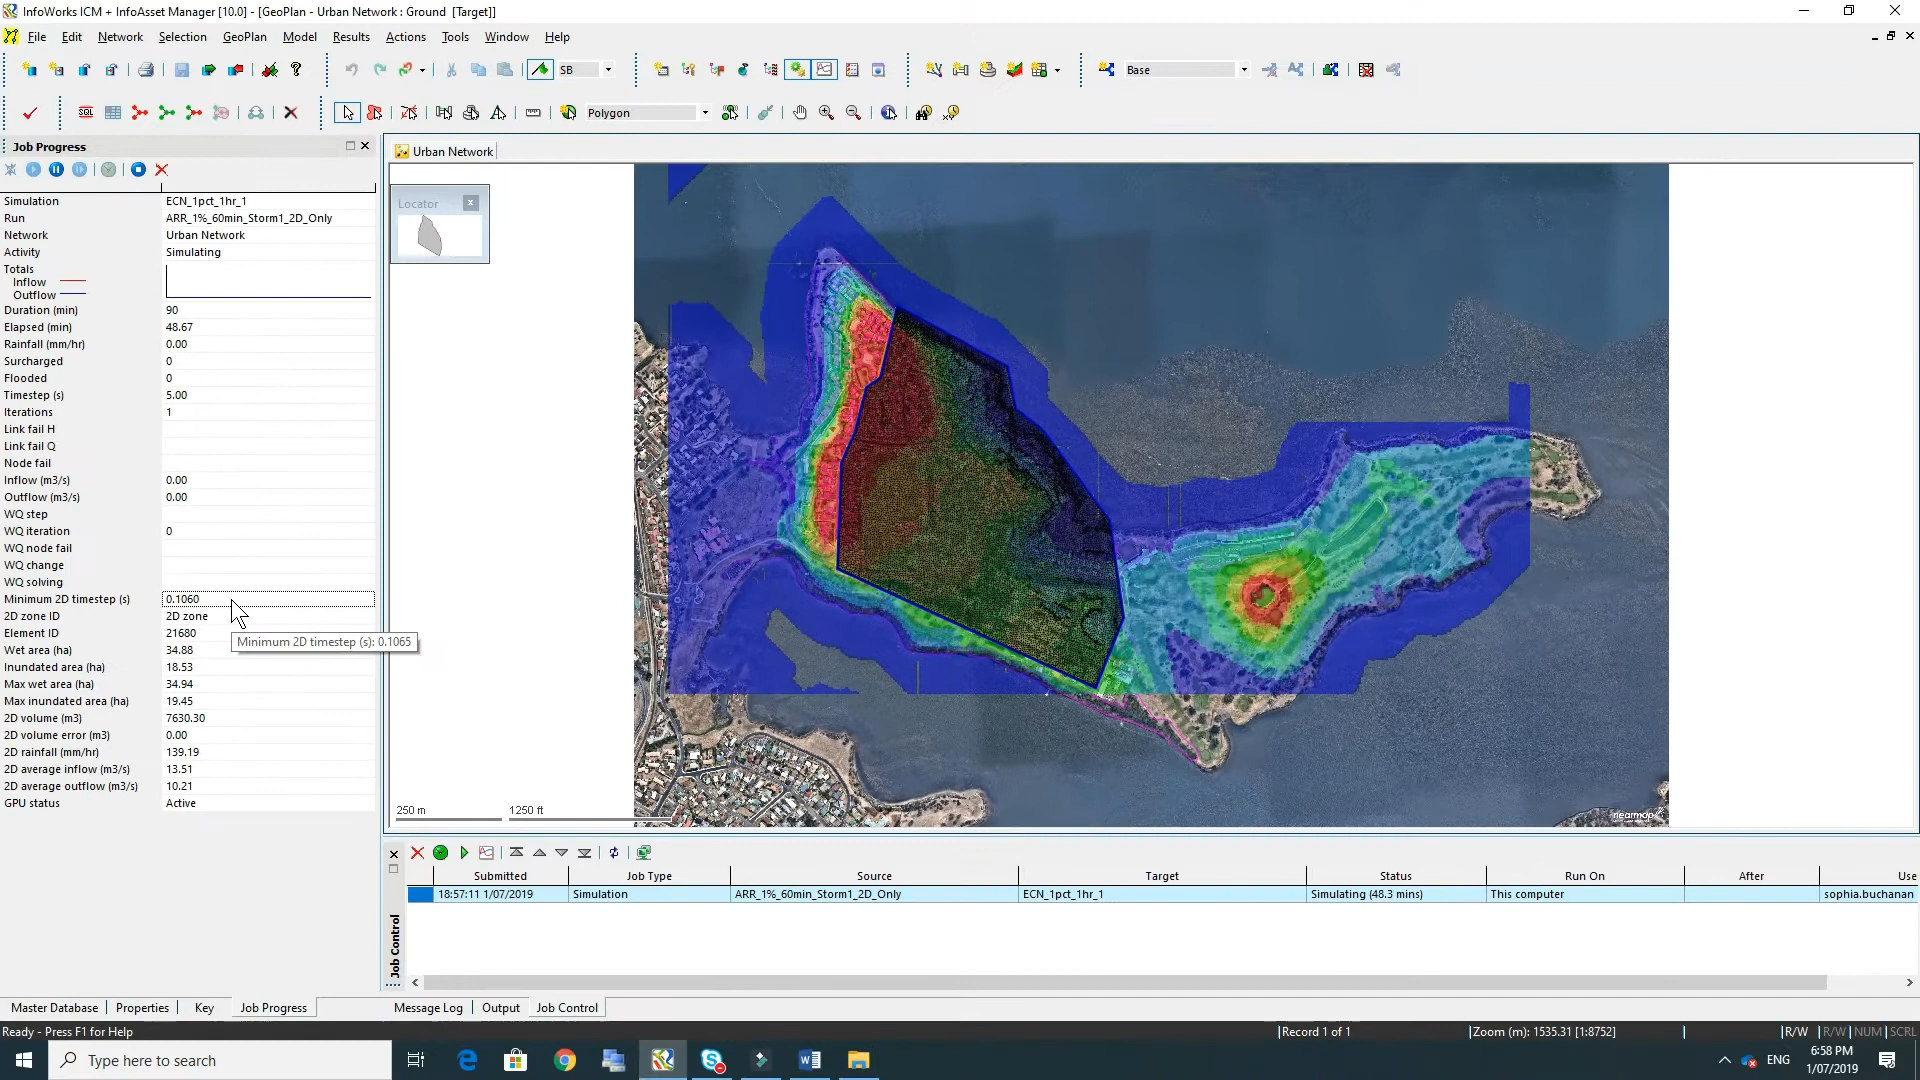 InfoWorks ICM + InfoAsset Manager [10.0] - [GeoPlan - Urban Network : Ground  [Target]]
File Edit Network Selection GeoPlan Model Results Actions Tools Window Help
SB Base
SQL Polygon
Job Progress
Urban Network
Locator
Simulation ECN_1pct_1hr_1
Run ARR_1%_60min_Storm1_2D_Only
Network Urban Network
Activity Simulating
Totals
Inflow
Outflow
Duration (min) 90
Elapsed (min) 48.67
Rainfall (mm/hr) 0.00
Surcharged 0
Flooded 0
Timestep (s) 5.00
Iterations 1
Link fail H
Link fail Q
Node fail
Inflow (m3/s) 0.00
Outflow (m3/s) 0.00
WQ step
WQ iteration 0
WQ node fail
WQ change
WQ solving
Minimum 2D timestep (s) 0.1060
2D zone ID 2D zone
Element ID 21680
Minimum 2D timestep (s): 0.1065
Wet area (ha) 34.88
Inundated area (ha) 18.53
Max wet area (ha) 34.94
Max inundated area (ha) 19.45
2D volume (m3) 7630.30
2D volume error (m3) 0.00
2D rainfall (mm/hr) 139.19
2D average inflow (m3/s) 13.51
2D average outflow (m3/s) 10.21
GPU status Active
250 m 1250 ft
nearmap
Job Control
Submitted Job Type Source Target Status Run On After Use
18:57:11 1/07/2019 Simulation ARR_1%_60min_Storm1_2D_Only ECN_1pct_1hr_1 Simulating (48.3 mins) This computer sophia.buchanan
Master Database Properties Key Job Progress Message Log Output Job Control
Ready - Press F1 for Help Record 1 of 1 Zoom (m): 1535.31 [1:8752] R/W R/W NUM SCRL
Type here to search ENG 6:58 PM
1/07/2019